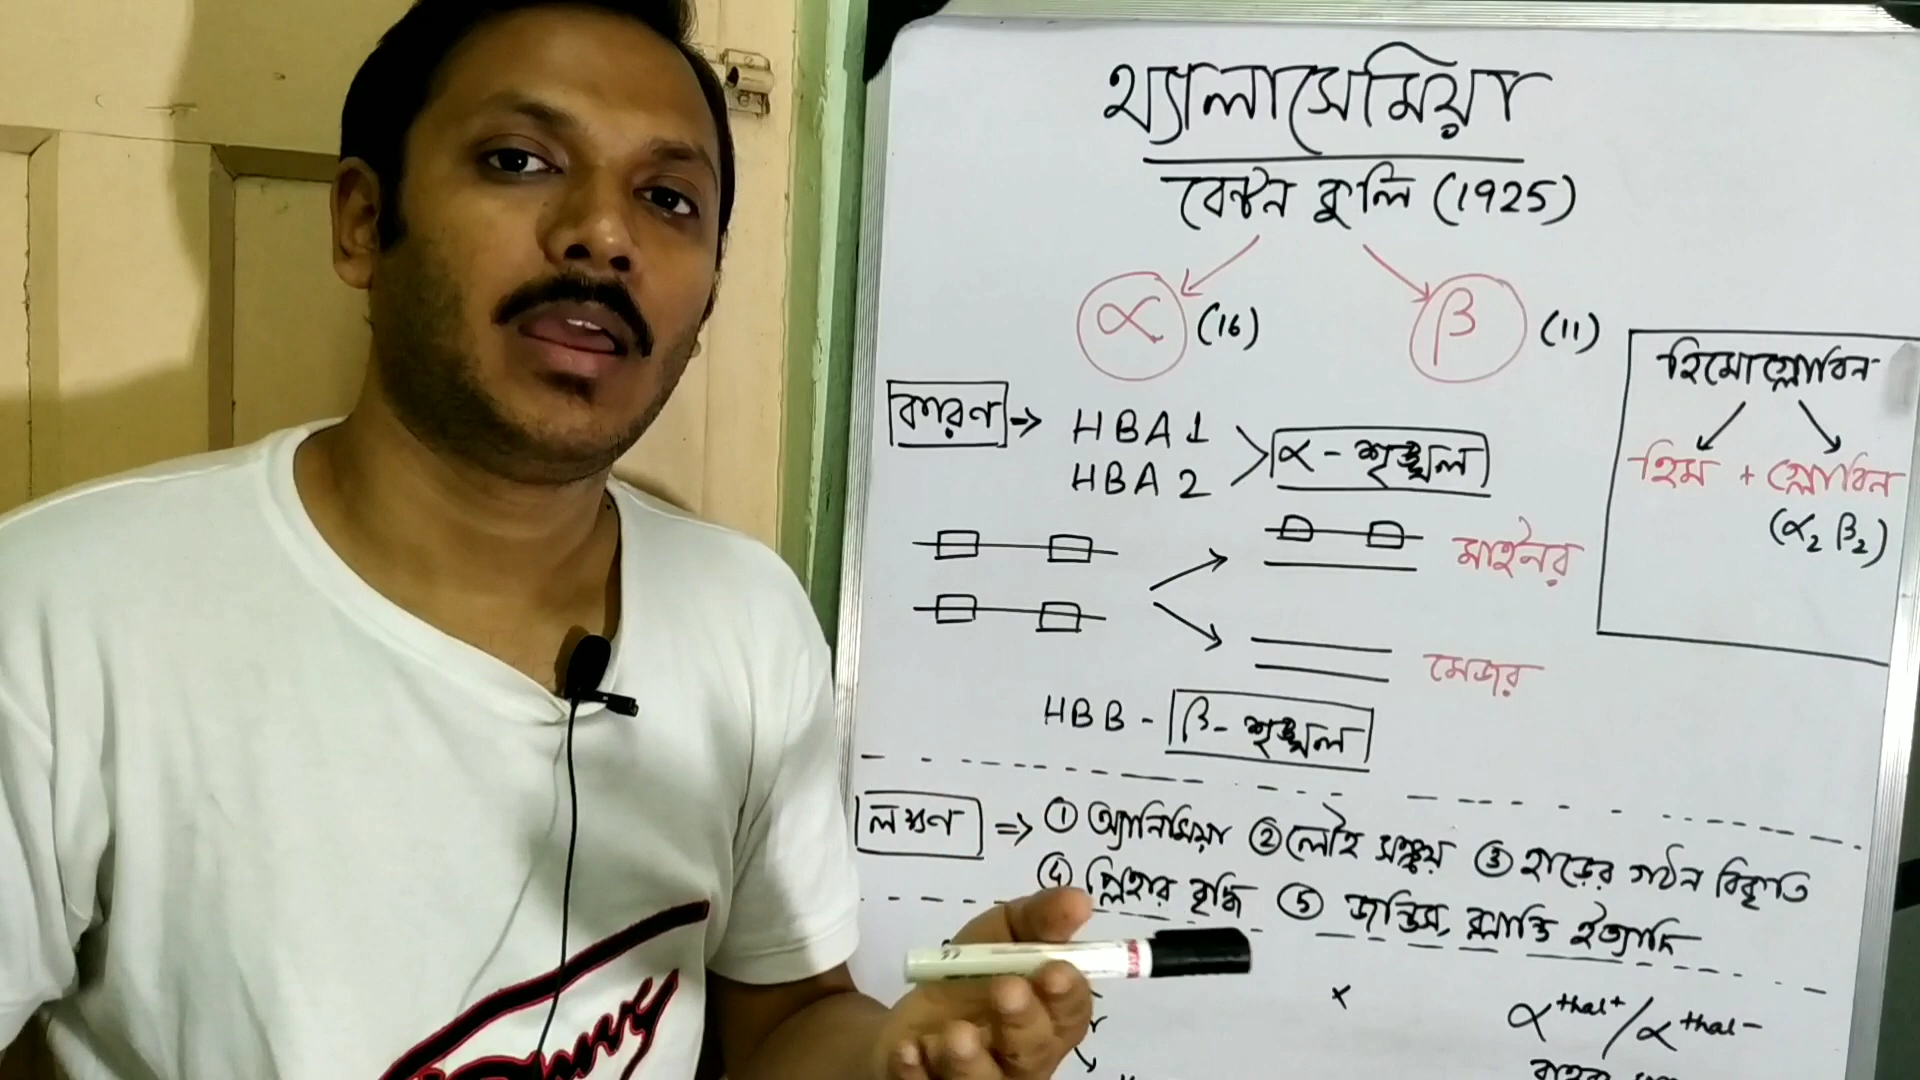 থ্যালাসেমিয়া
বেন্টন কুলি (1925)
α (16) β (11)
হিমোগ্লোবিন
হিম + গ্লোবিন
(α₂ β₂)
কারণ → HBA1
HBA2
α - শৃঙ্খল
মাইনর
মেজর
HBB - β - শৃঙ্খল
লক্ষণ ⇒ ① অ্যানিমিয়া ② লৌহ সঞ্চয় ③ হাড়ের গঠন বিকৃতি
④ প্লিহার বৃদ্ধি ⑤ জন্ডিস, ক্লান্তি ইত্যাদি
x α thal+ / α thal-